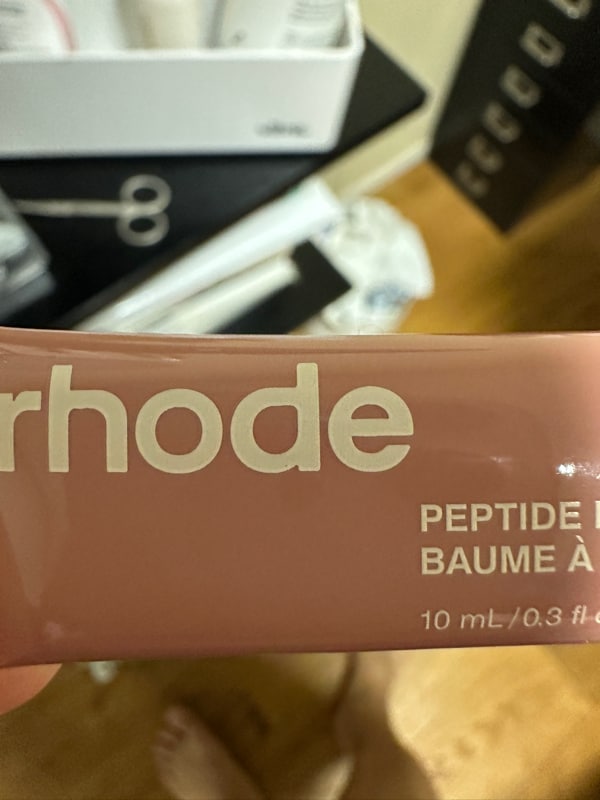 rhode
PEPTIDE
BAUME À
10 mL/0.3 fl